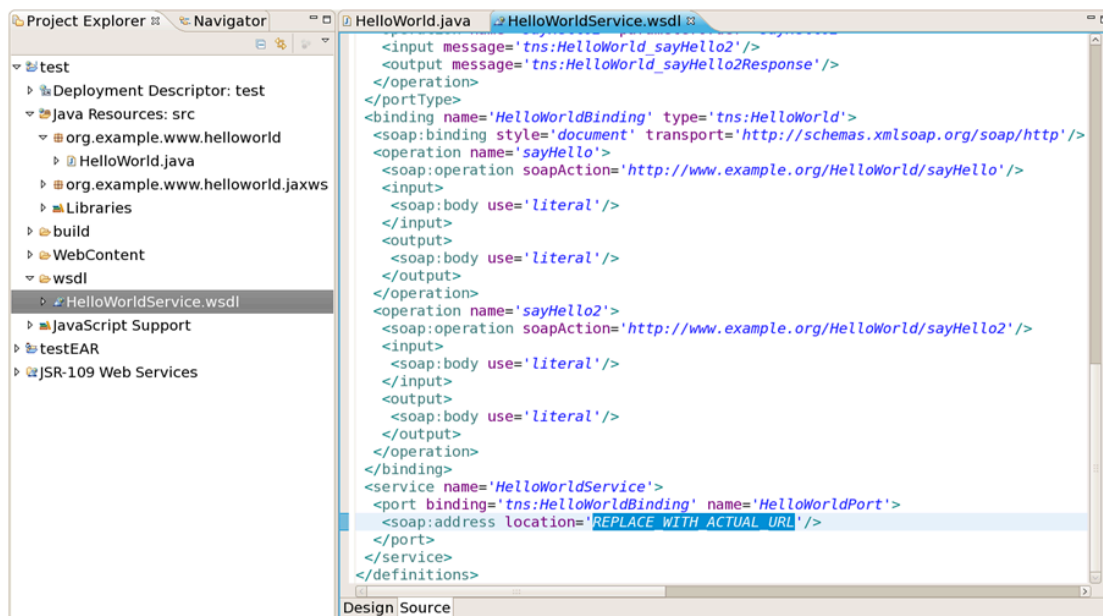 Project Explorer
Navigator
test
Deployment Descriptor: test
Java Resources: src
org.example.www.helloworld
HelloWorld.java
org.example.www.helloworld.jaxws
Libraries
build
WebContent
wsdl
HelloWorldService.wsdl
JavaScript Support
testEAR
JSR-109 Web Services
HelloWorld.java
HelloWorldService.wsdl
<input message='tns:HelloWorld_sayHello2'/>
<output message='tns:HelloWorld_sayHello2Response'/>
</operation>
</portType>
<binding name='HelloWorldBinding' type='tns:HelloWorld'>
<soap:binding style='document' transport='http://schemas.xmlsoap.org/soap/http'/>
<operation name='sayHello'>
<soap:operation soapAction='http://www.example.org/HelloWorld/sayHello'/>
<input>
<soap:body use='literal'/>
</input>
<output>
<soap:body use='literal'/>
</output>
</operation>
<operation name='sayHello2'>
<soap:operation soapAction='http://www.example.org/HelloWorld/sayHello2'/>
<input>
<soap:body use='literal'/>
</input>
<output>
<soap:body use='literal'/>
</output>
</operation>
</binding>
<service name='HelloWorldService'>
<port binding='tns:HelloWorldBinding' name='HelloWorldPort'>
<soap:address location='REPLACE_WITH_ACTUAL_URL'/>
</port>
</service>
</definitions>
Design Source